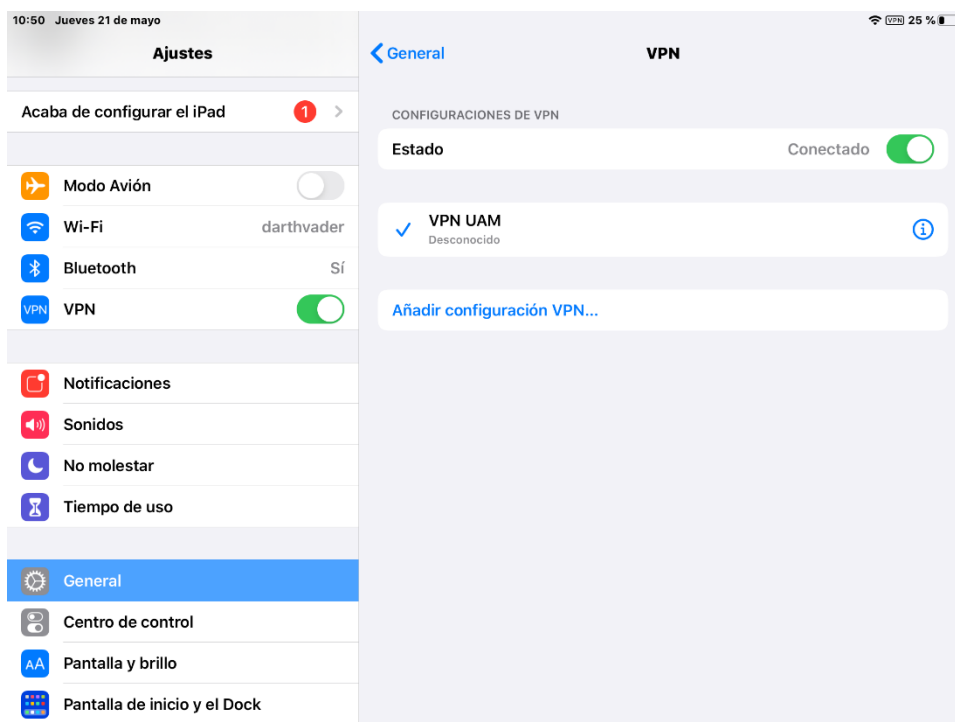 10:50 Jueves 21 de mayo
VPN 25 %
Ajustes
Acaba de configurar el iPad 1
Modo Avión
Wi-Fi darthvader
Bluetooth Sí
VPN VPN
Notificaciones
Sonidos
No molestar
Tiempo de uso
General
Centro de control
AA Pantalla y brillo
Pantalla de inicio y el Dock
General VPN
CONFIGURACIONES DE VPN
Estado Conectado
VPN UAM
Desconocido
Añadir configuración VPN...